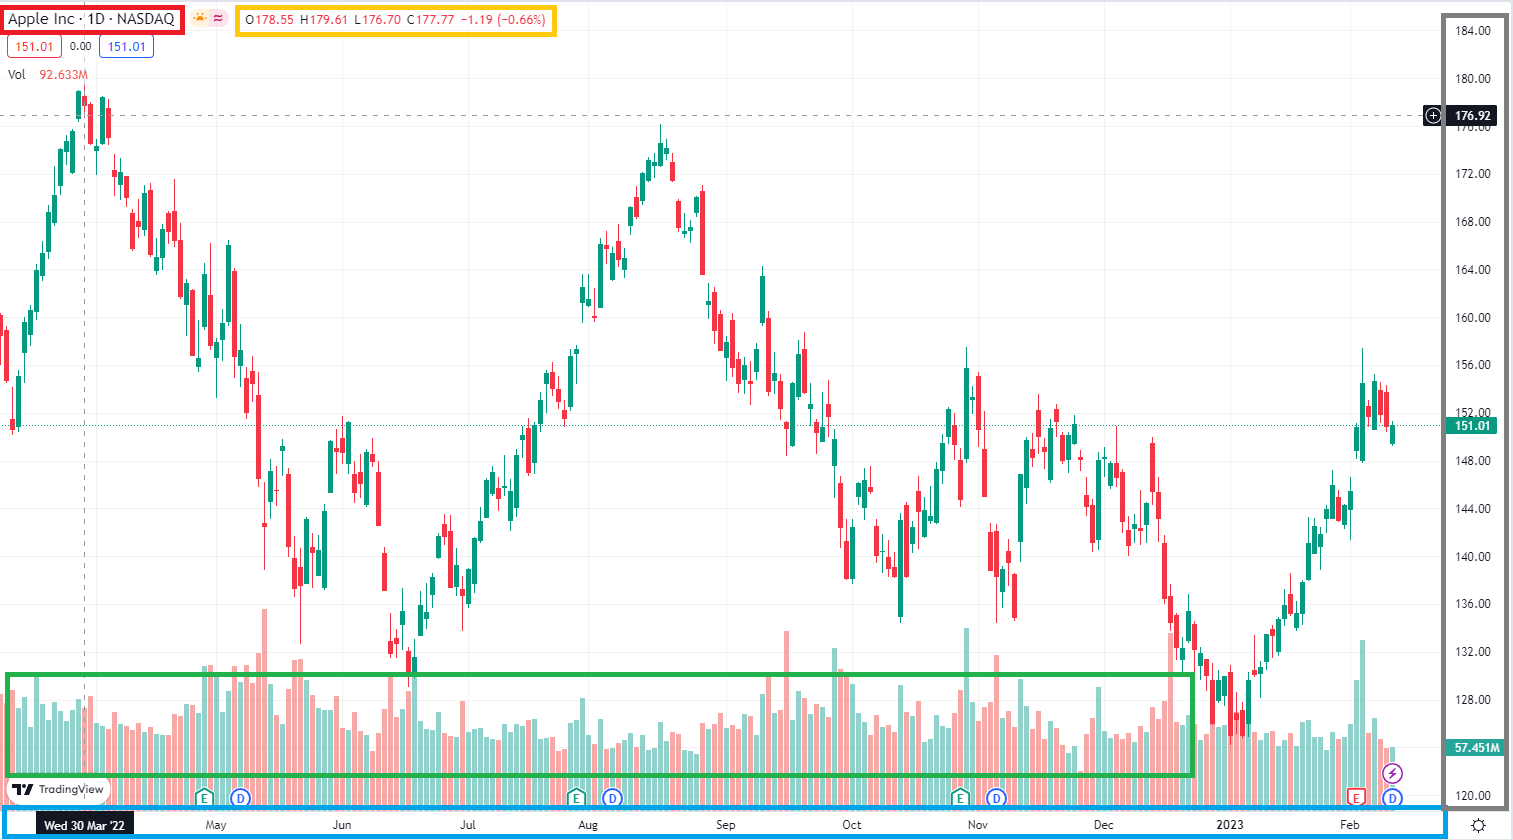 Apple Inc · 1D · NASDAQ O178.55 H179.61 L176.70 C177.77 −1.19 (−0.66%)
151.01 0.00 151.01
Vol 92.633M
184.00
180.00
176.92
176.00
172.00
168.00
164.00
160.00
156.00
152.00
151.01
148.00
144.00
140.00
136.00
132.00
128.00
57.451M
120.00
TradingView
E D E D E D E D
Wed 30 Mar '22 May Jun Jul Aug Sep Oct Nov Dec 2023 Feb